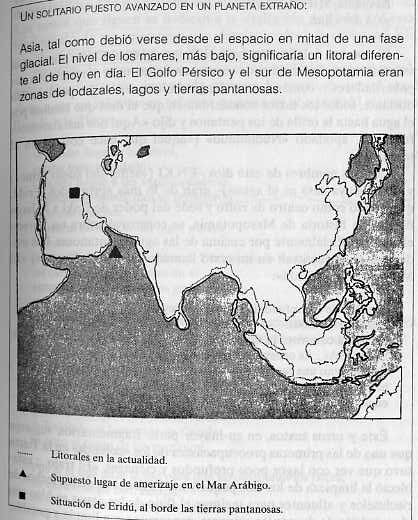 UN SOLITARIO PUESTO AVANZADO EN UN PLANETA EXTRAÑO:
Asia, tal como debió verse desde el espacio en mitad de una fase
glacial. El nivel de los mares, más bajo, significaría un litoral diferen-
te al de hoy en día. El Golfo Pérsico y el sur de Mesopotamia eran
zonas de lodazales, lagos y tierras pantanosas.
Litorales en la actualidad.
Supuesto lugar de amerizaje en el Mar Arábigo.
Situación de Eridú, al borde las tierras pantanosas.